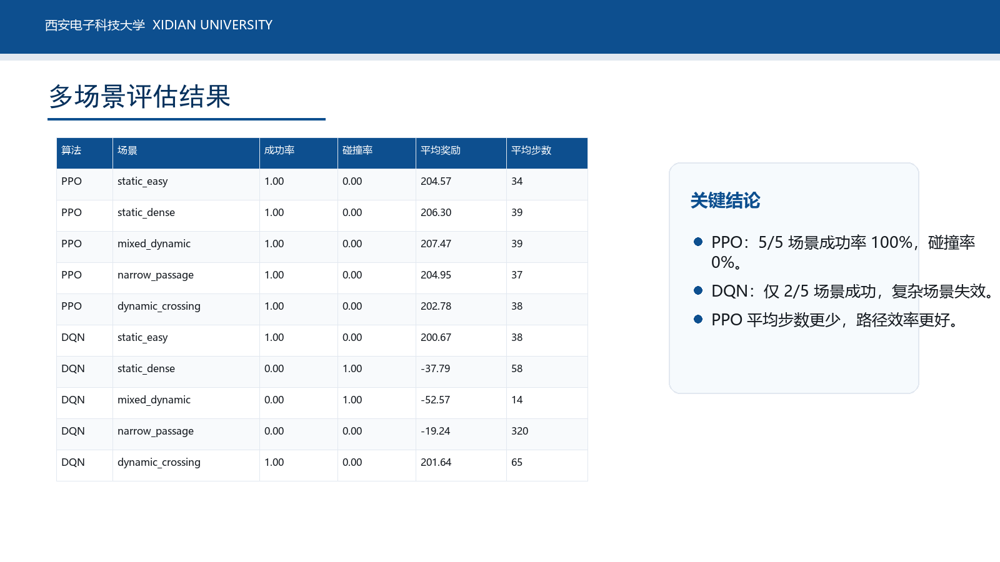 西安电子科技大学 XIDIAN UNIVERSITY
多场景评估结果
算法 场景 成功率 碰撞率 平均奖励 平均步数
PPO static_easy 1.00 0.00 204.57 34
PPO static_dense 1.00 0.00 206.30 39
PPO mixed_dynamic 1.00 0.00 207.47 39
PPO narrow_passage 1.00 0.00 204.95 37
PPO dynamic_crossing 1.00 0.00 202.78 38
DQN static_easy 1.00 0.00 200.67 38
DQN static_dense 0.00 1.00 -37.79 58
DQN mixed_dynamic 0.00 1.00 -52.57 14
DQN narrow_passage 0.00 0.00 -19.24 320
DQN dynamic_crossing 1.00 0.00 201.64 65
关键结论
PPO：5/5 场景成功率 100%，碰撞率
0%。
DQN：仅 2/5 场景成功，复杂场景失效。
PPO 平均步数更少，路径效率更好。